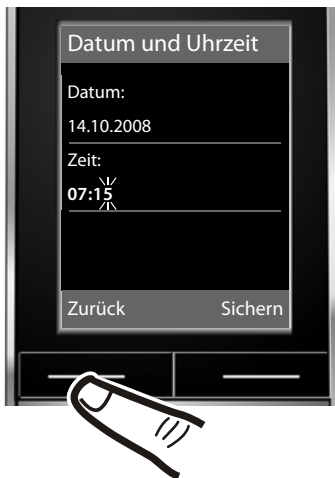 Datum und Uhrzeit
Datum:
14.10.2008
Zeit:
07:15
Zurück Sichern